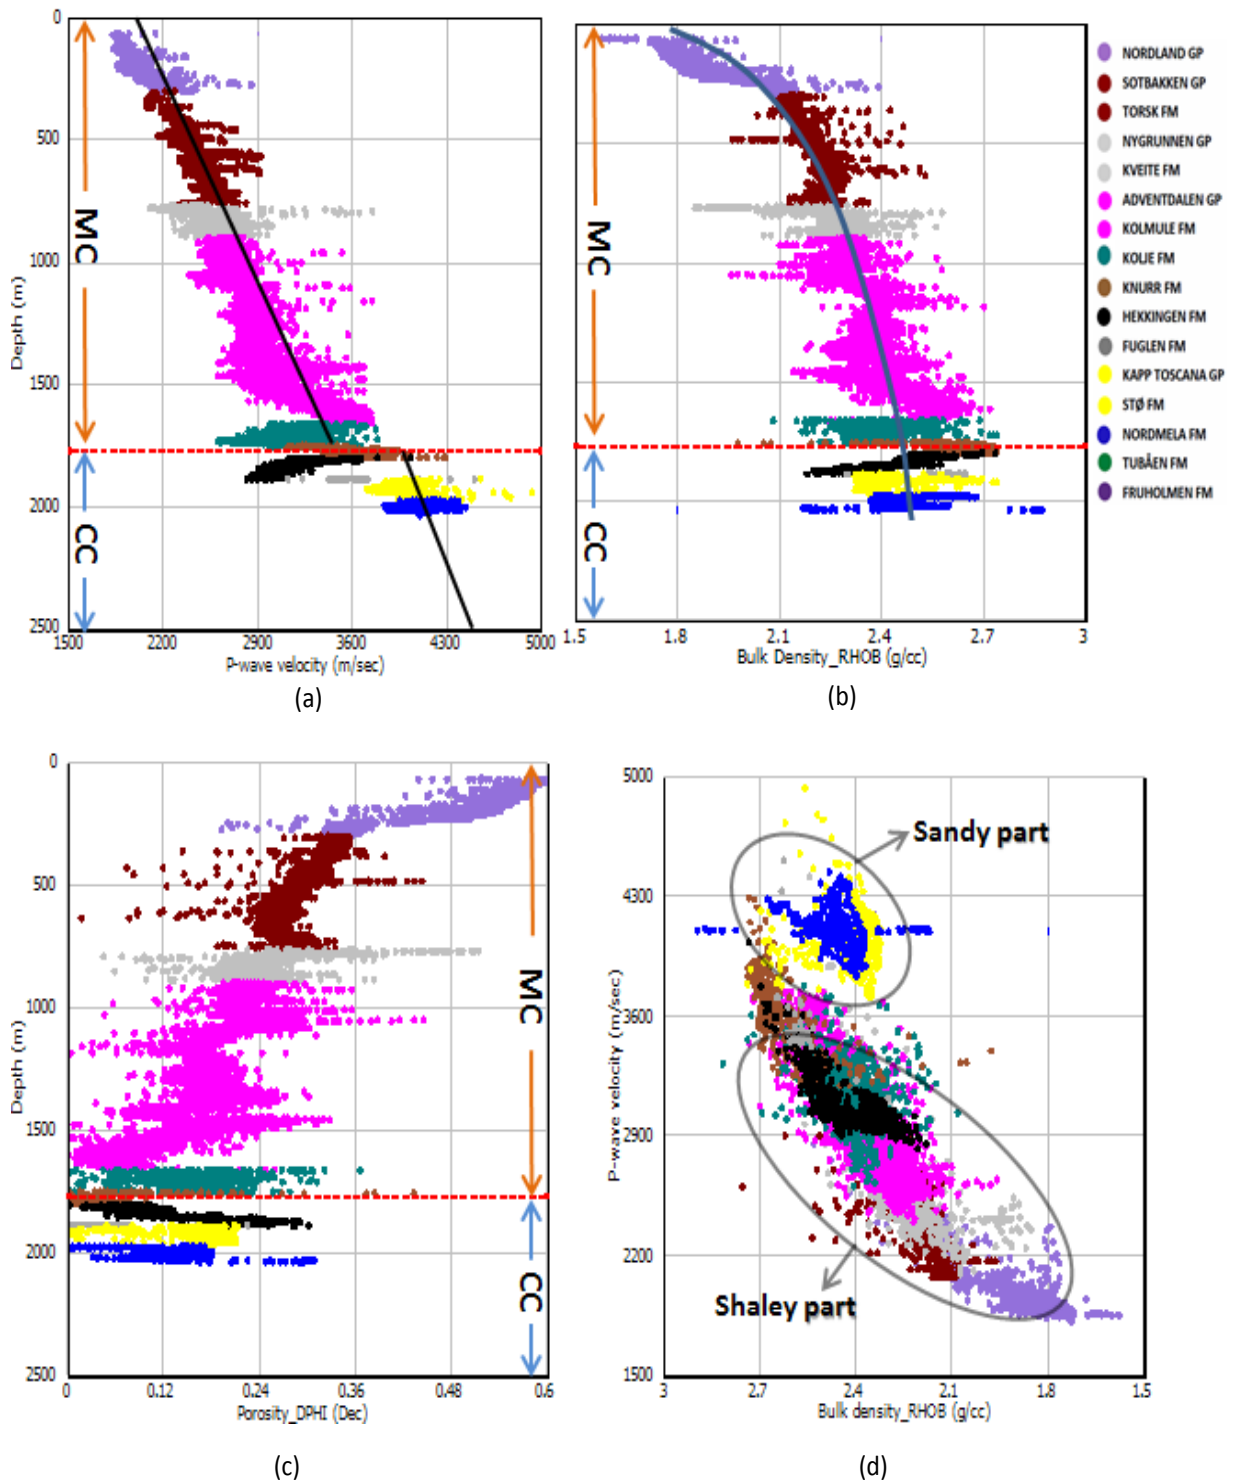 0
500
1000
1500
2000
2500
Depth (m)
MC
CC
1500
2200
2900
3600
4300
5000
P-wave velocity (m/sec)
(a)
MC
CC
1.5
1.8
2.1
2.4
2.7
3
Bulk Density_RHOB (g/cc)
(b)
NORDLAND GP
SOTBAKKEN GP
TORSK FM
NYGRUNNEN GP
KVEITE FM
ADVENTDALEN GP
KOLMULE FM
KOLJE FM
KNURR FM
HEKKINGEN FM
FUGLEN FM
KAPP TOSCANA GP
STØ FM
NORDMELA FM
TUBÅEN FM
FRUHOLMEN FM
0
500
1000
1500
2000
2500
Depth (m)
MC
CC
0
0.12
0.24
0.36
0.48
0.6
Porosity_DPHI (Dec)
(c)
5000
4300
3600
2900
2200
1500
P-wave velocity (m/sec)
Sandy part
Shaley part
3
2.7
2.4
2.1
1.8
1.5
Bulk density_RHOB (g/cc)
(d)